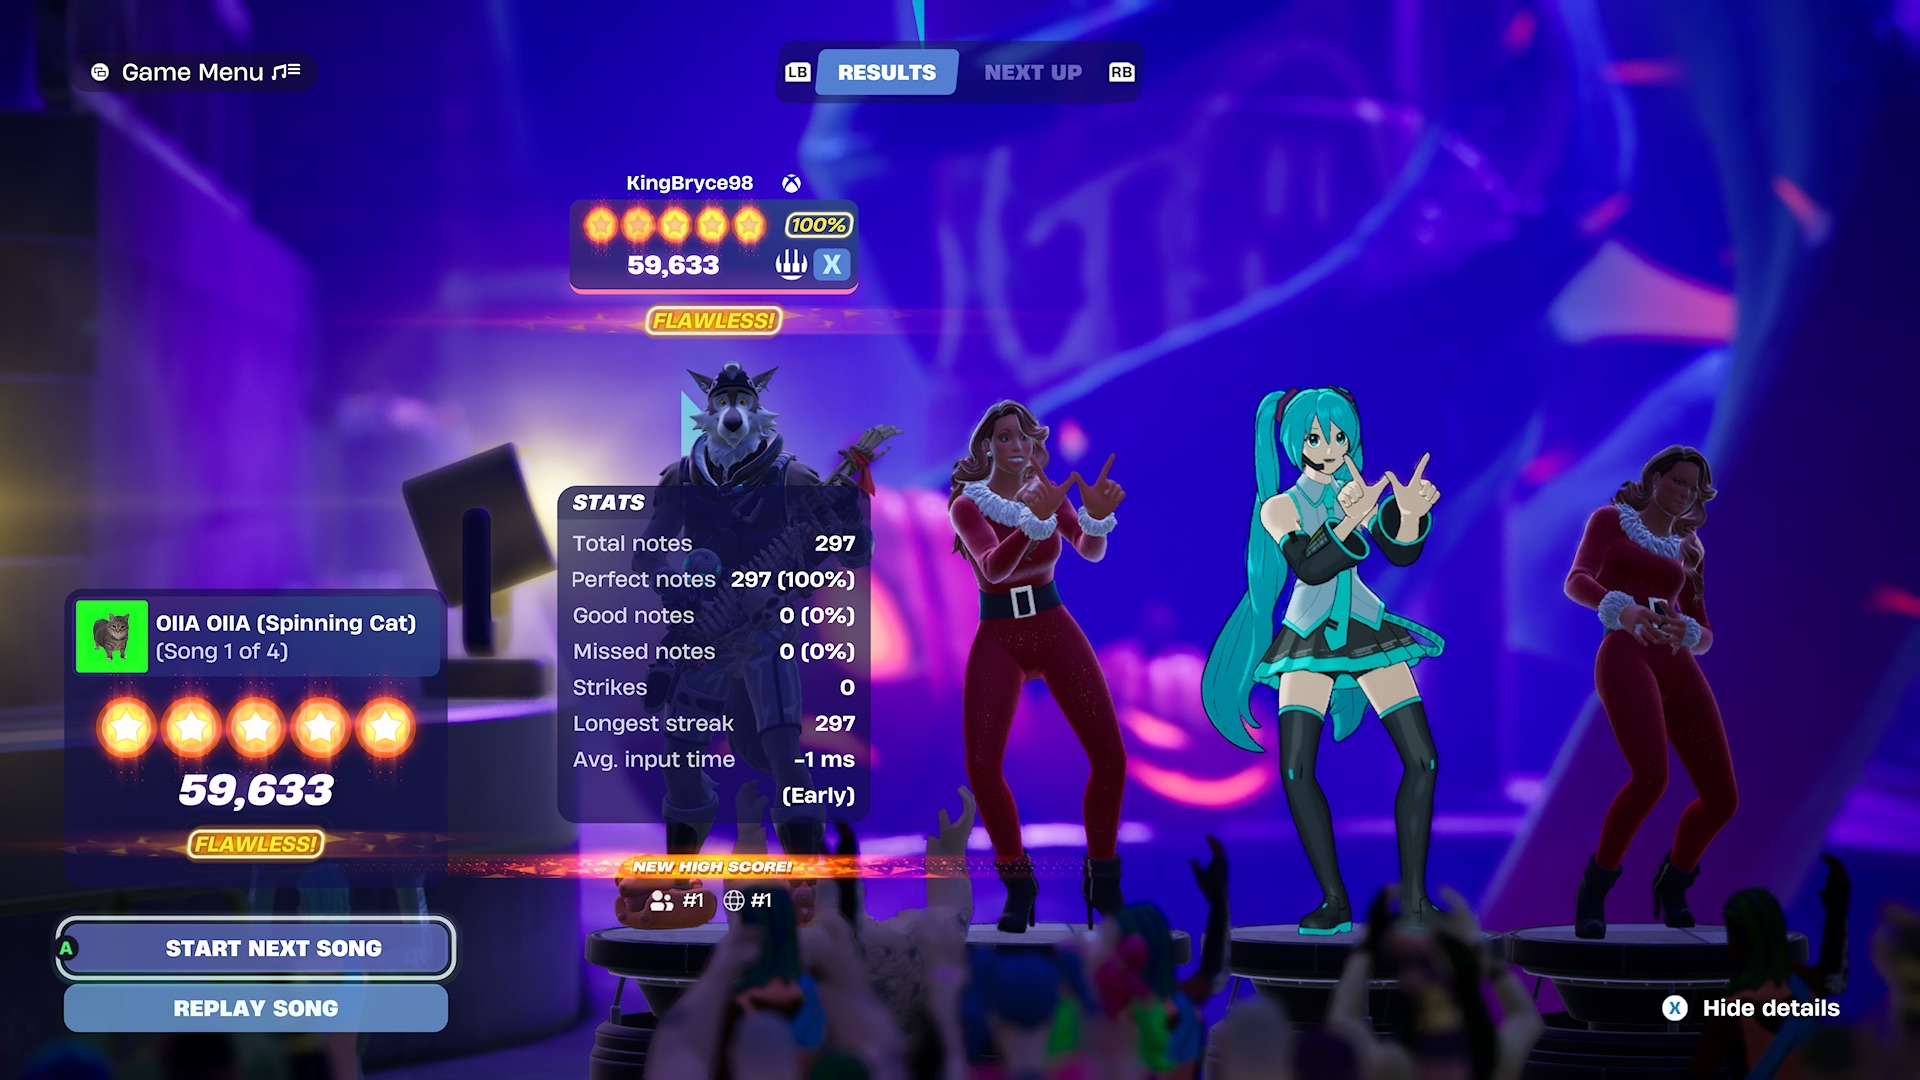 Game Menu
LB RESULTS NEXT UP RB
KingBryce98
100%
59,633 X
FLAWLESS!
STATS
Total notes 297
Perfect notes 297 (100%)
Good notes 0 (0%)
Missed notes 0 (0%)
Strikes 0
Longest streak 297
Avg. input time -1 ms
(Early)
NEW HIGH SCORE!
#1 #1
OIIA OIIA (Spinning Cat)
(Song 1 of 4)
59,633
FLAWLESS!
A START NEXT SONG
REPLAY SONG
X Hide details